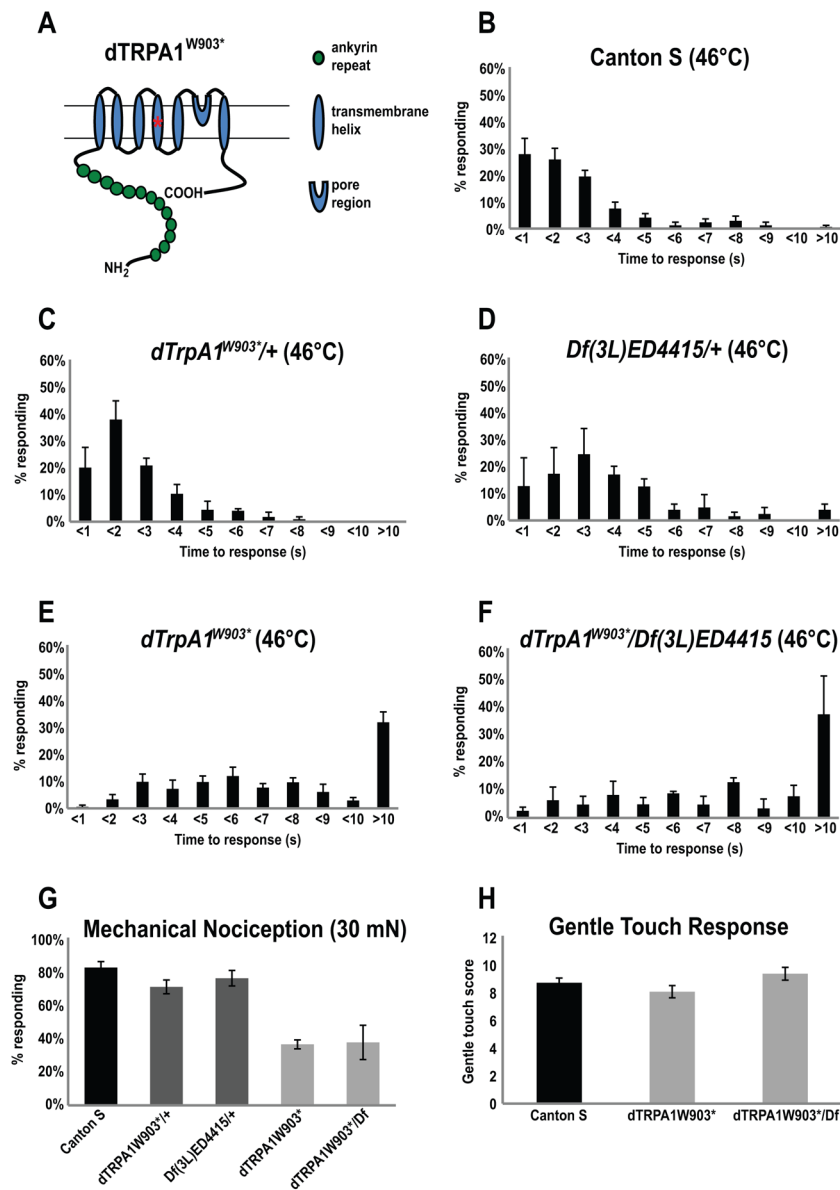 A
dTRPA1W903*
ankyrin
repeat
transmembrane
helix
pore
region
COOH
NH2
B
Canton S (46°C)
% responding
60%
50%
40%
30%
20%
10%
0%
<1 <2 <3 <4 <5 <6 <7 <8 <9 <10 >10
Time to response (s)
C
dTrpA1W903*/+ (46°C)
% responding
60%
50%
40%
30%
20%
10%
0%
<1 <2 <3 <4 <5 <6 <7 <8 <9 <10 >10
Time to response (s)
D
Df(3L)ED4415/+ (46°C)
% responding
60%
50%
40%
30%
20%
10%
0%
<1 <2 <3 <4 <5 <6 <7 <8 <9 <10 >10
Time to response (s)
E
dTrpA1W903* (46°C)
% responding
60%
50%
40%
30%
20%
10%
0%
<1 <2 <3 <4 <5 <6 <7 <8 <9 <10 >10
Time to response (s)
F
dTrpA1W903*/Df(3L)ED4415 (46°C)
% responding
60%
50%
40%
30%
20%
10%
0%
<1 <2 <3 <4 <5 <6 <7 <8 <9 <10 >10
Time to response (s)
G
Mechanical Nociception (30 mN)
% responding
100%
80%
60%
40%
20%
0%
Canton S
dTRPA1W903*/+
Df(3L)ED4415/+
dTRPA1W903*
dTRPA1W903*/Df
H
Gentle Touch Response
Gentle touch score
12
10
8
6
4
2
0
Canton S
dTRPA1W903*
dTRPA1W903*/Df